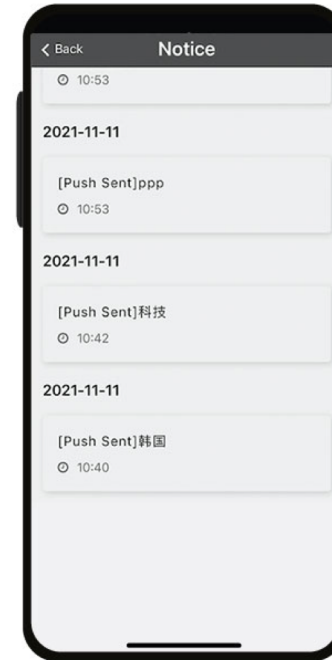 Back
Notice
10:53
2021-11-11
[Push Sent]ppp
10:53
2021-11-11
[Push Sent]科技
10:42
2021-11-11
[Push Sent]韩国
10:40